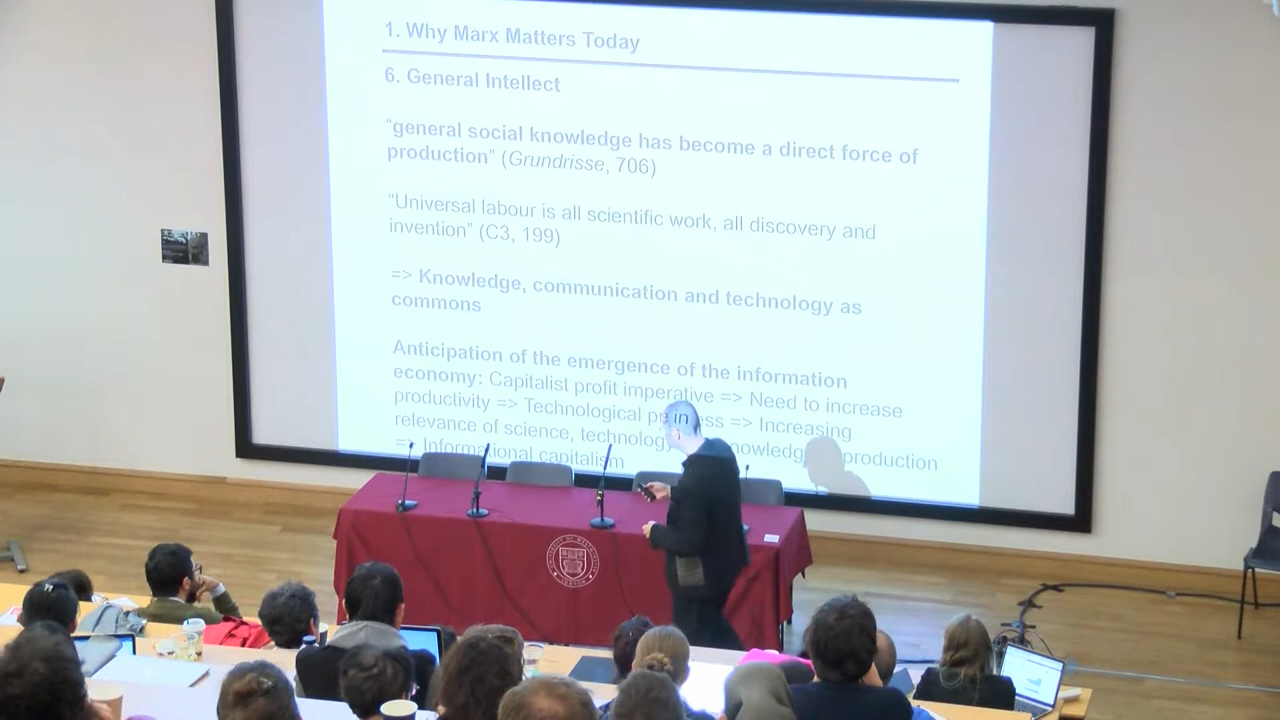 1. Why Marx Matters Today
6. General Intellect
“general social knowledge has become a direct force of
production” (Grundrisse, 706)
“Universal labour is all scientific work, all discovery and
invention” (C3, 199)
=> Knowledge, communication and technology as
commons
Anticipation of the emergence of the information
economy: Capitalist profit imperative => Need to increase
productivity => Technological => Increasing
relevance of science, production
=> Informational capitalism